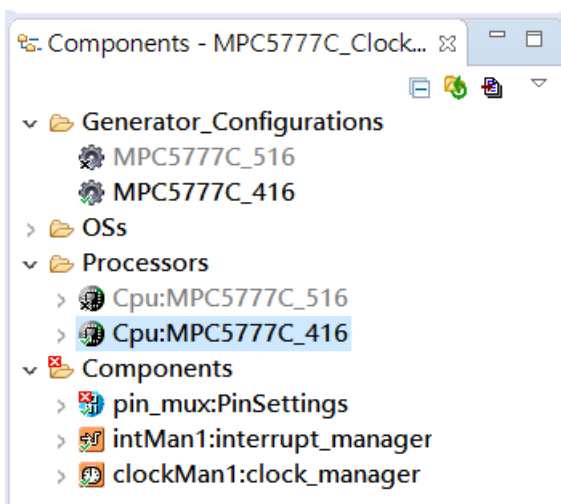 Components - MPC5777C_Clock...
Generator_Configurations
MPC5777C_516
MPC5777C_416
OSs
Processors
Cpu:MPC5777C_516
Cpu:MPC5777C_416
Components
pin_mux:PinSettings
intMan1:interrupt_manager
clockMan1:clock_manager